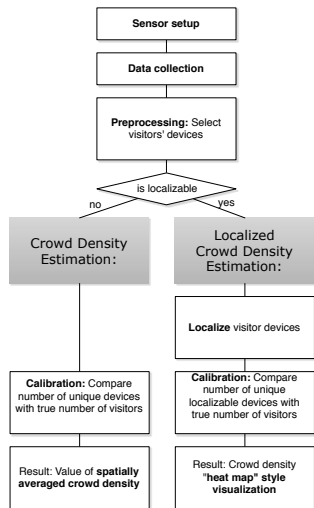 Sensor setup
Data collection
Preprocessing: Select
visitors' devices
is localizable
no
yes
Crowd Density
Estimation:
Localized
Crowd Density
Estimation:
Localize visitor devices
Calibration: Compare
number of unique devices
with true number of visitors
Calibration: Compare
number of unique
localizable devices with
true number of visitors
Result: Value of spatially
averaged crowd density
Result: Crowd density
"heat map" style
visualization